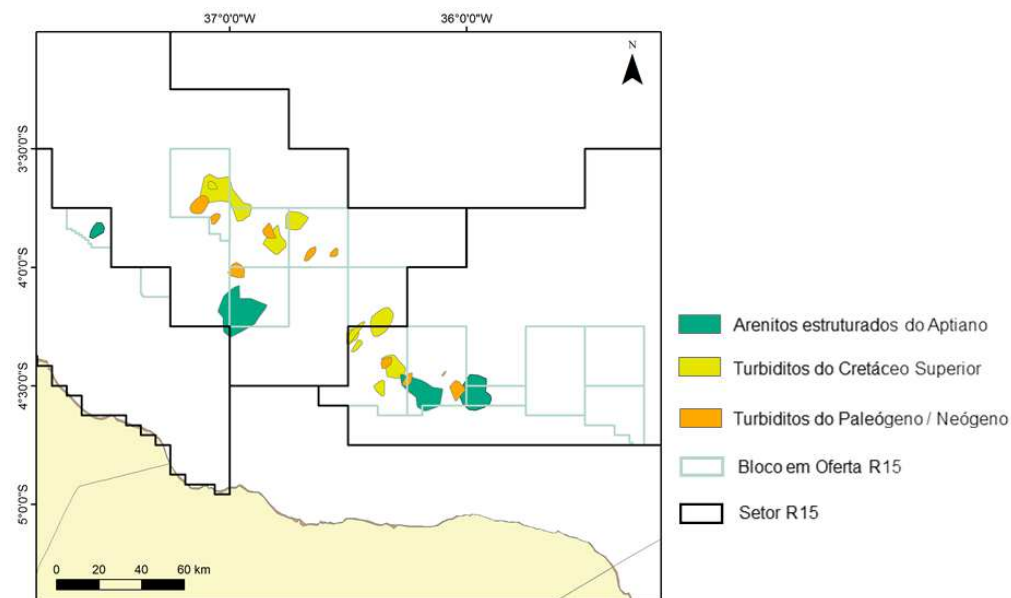 37°0'0"W
36°0'0"W
N
3°30'0"S
4°0'0"S
4°30'0"S
5°0'0"S
0 20 40 60 km
Arenitos estruturados do Aptiano
Turbiditos do Cretáceo Superior
Turbiditos do Paleógeno / Neógeno
Bloco em Oferta R15
Setor R15